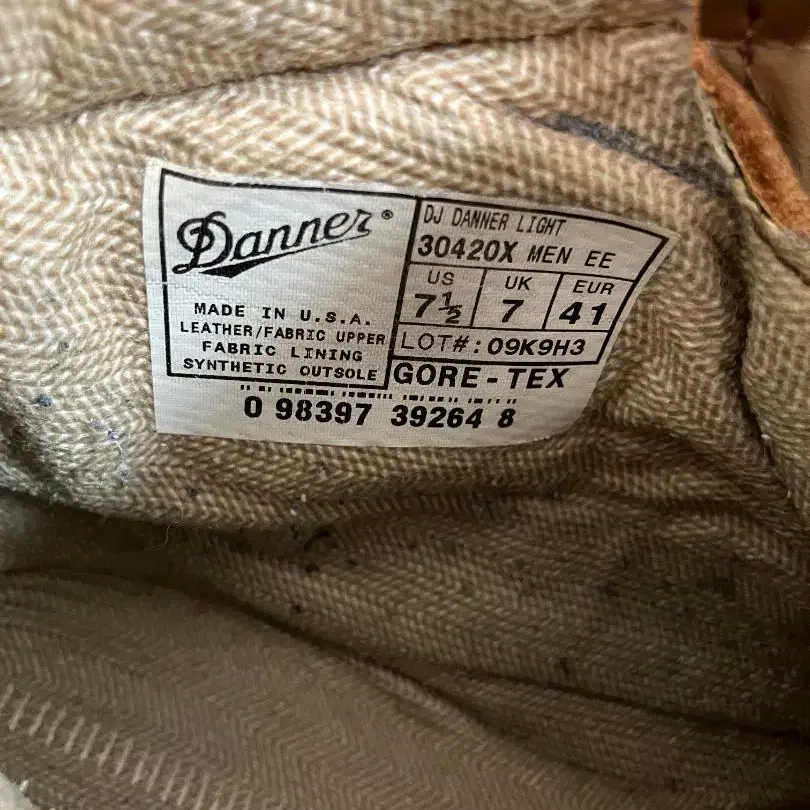 Danner®
MADE IN U.S.A.
LEATHER/FABRIC UPPER
FABRIC LINING
SYNTHETIC OUTSOLE
DJ DANNER LIGHT
30420X MEN EE
US UK EUR
7½ 7 41
LOT#: 09K9H3
GORE-TEX
0 98397 39264 8